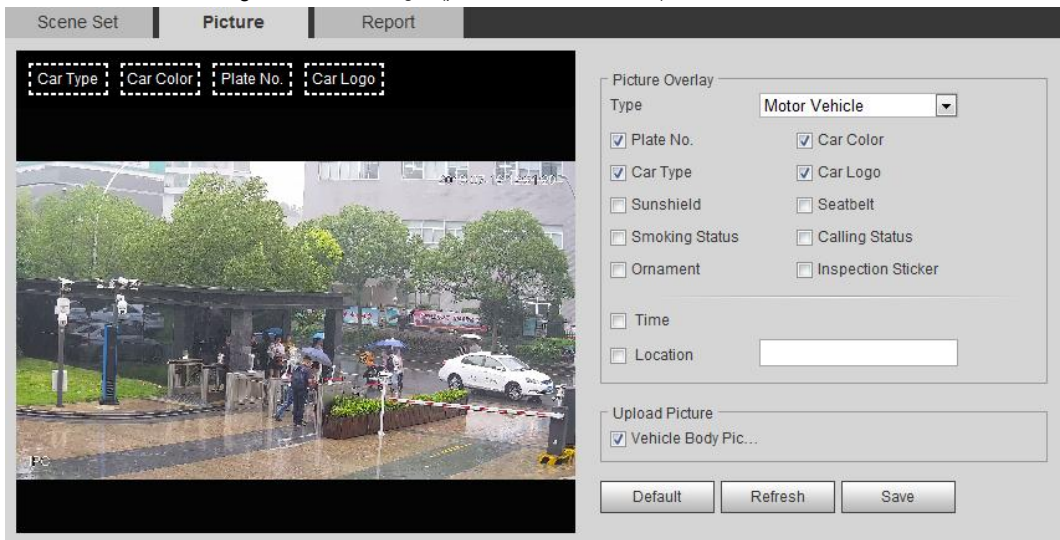 Scene Set Picture Report
Car Type Car Color Plate No. Car Logo
Picture Overlay
Type Motor Vehicle
Plate No. Car Color
Car Type Car Logo
Sunshield Seatbelt
Smoking Status Calling Status
Ornament Inspection Sticker
Time
Location
Upload Picture
Vehicle Body Pic...
Default Refresh Save
IPC